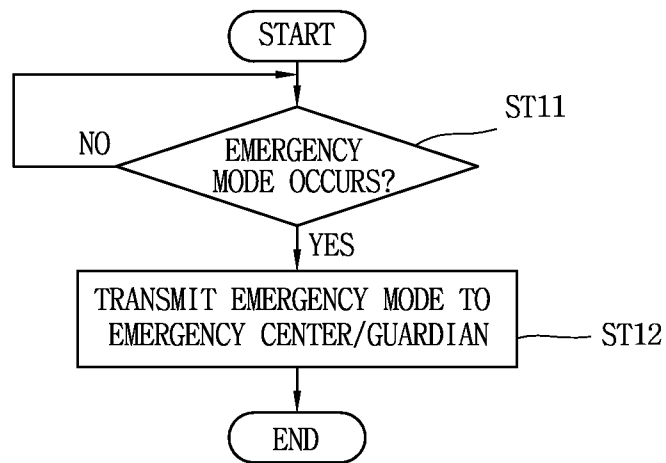 START
ST11
NO
EMERGENCY
MODE OCCURS?
YES
TRANSMIT EMERGENCY MODE TO
EMERGENCY CENTER/GUARDIAN
ST12
END